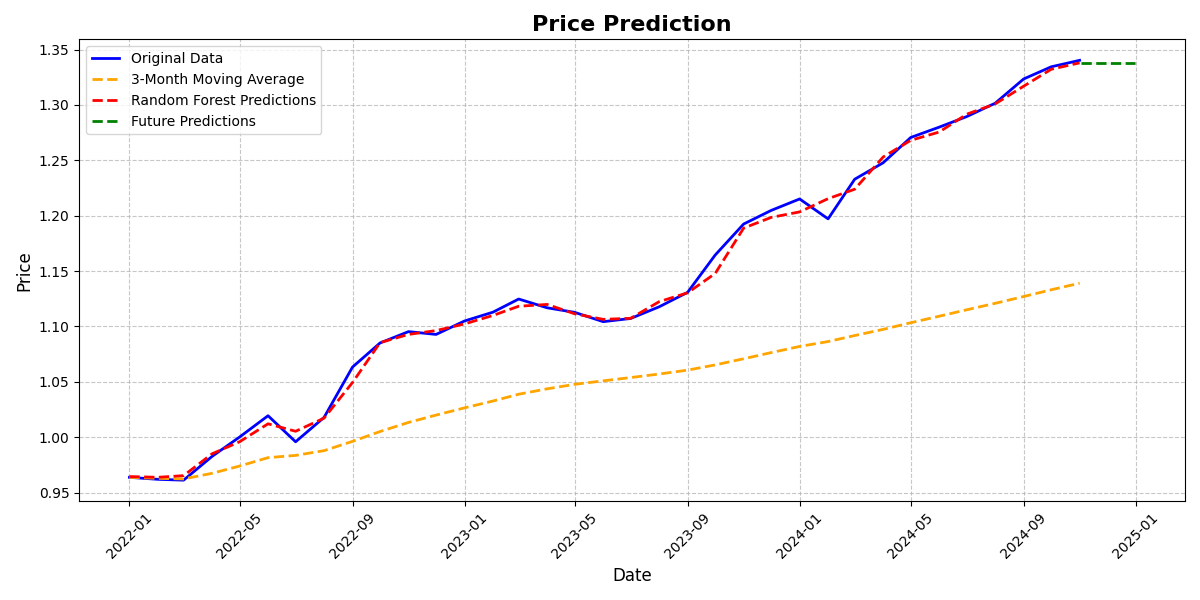 Price Prediction
Original Data
3-Month Moving Average
Random Forest Predictions
Future Predictions
Price
1.35
1.30
1.25
1.20
1.15
1.10
1.05
1.00
0.95
2022-01
2022-05
2022-09
2023-01
2023-05
2023-09
2024-01
2024-05
2024-09
2025-01
Date